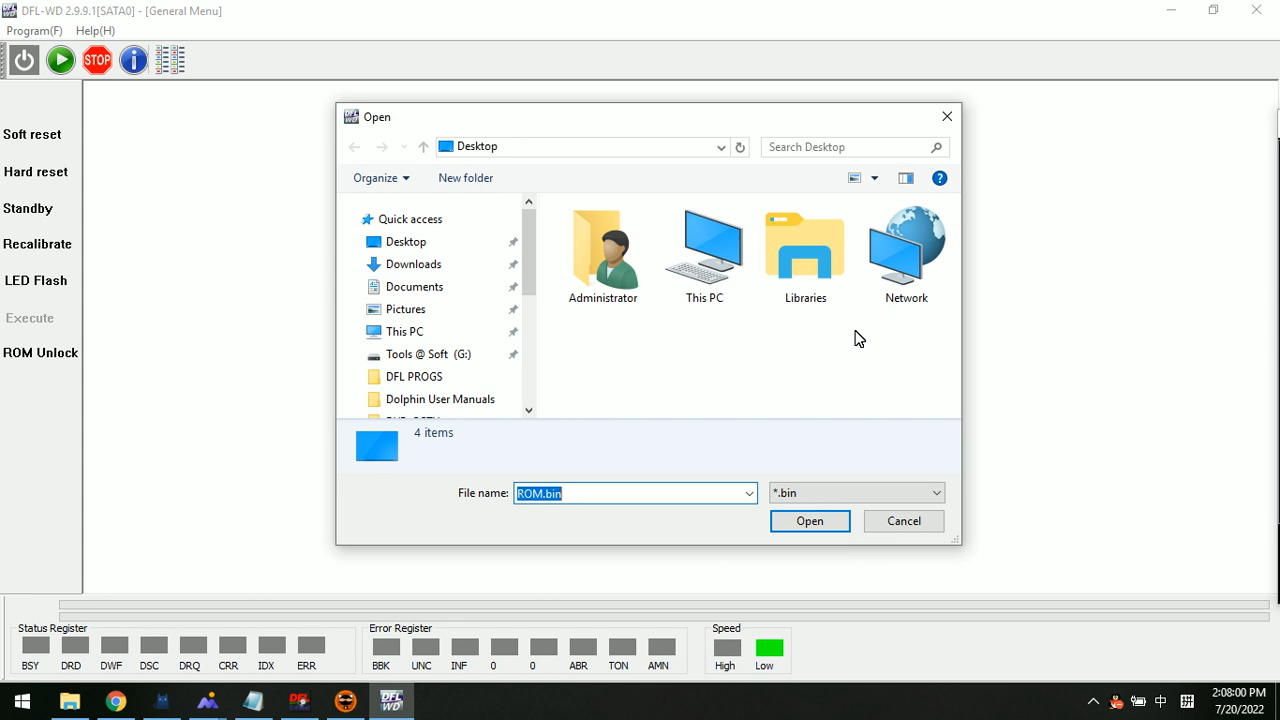 DFL-WD 2.9.9.1[SATA0] - [General Menu]
Program(F) Help(H)
STOP
Soft reset
Hard reset
Standby
Recalibrate
LED Flash
Execute
ROM Unlock
Open
Desktop
Search Desktop
Organize
New folder
Quick access
Desktop
Downloads
Documents
Pictures
This PC
Tools @ Soft (G:)
DFL PROGS
Dolphin User Manuals
Administrator
This PC
Libraries
Network
4 items
File name: ROM.bin
*.bin
Open
Cancel
Status Register
BSY DRD DWF DSC DRQ CRR IDX ERR
Error Register
BBK UNC INF 0 0 ABR TON AMN
Speed
High Low
DFL
WD
中
拼
2:08:00 PM
7/20/2022